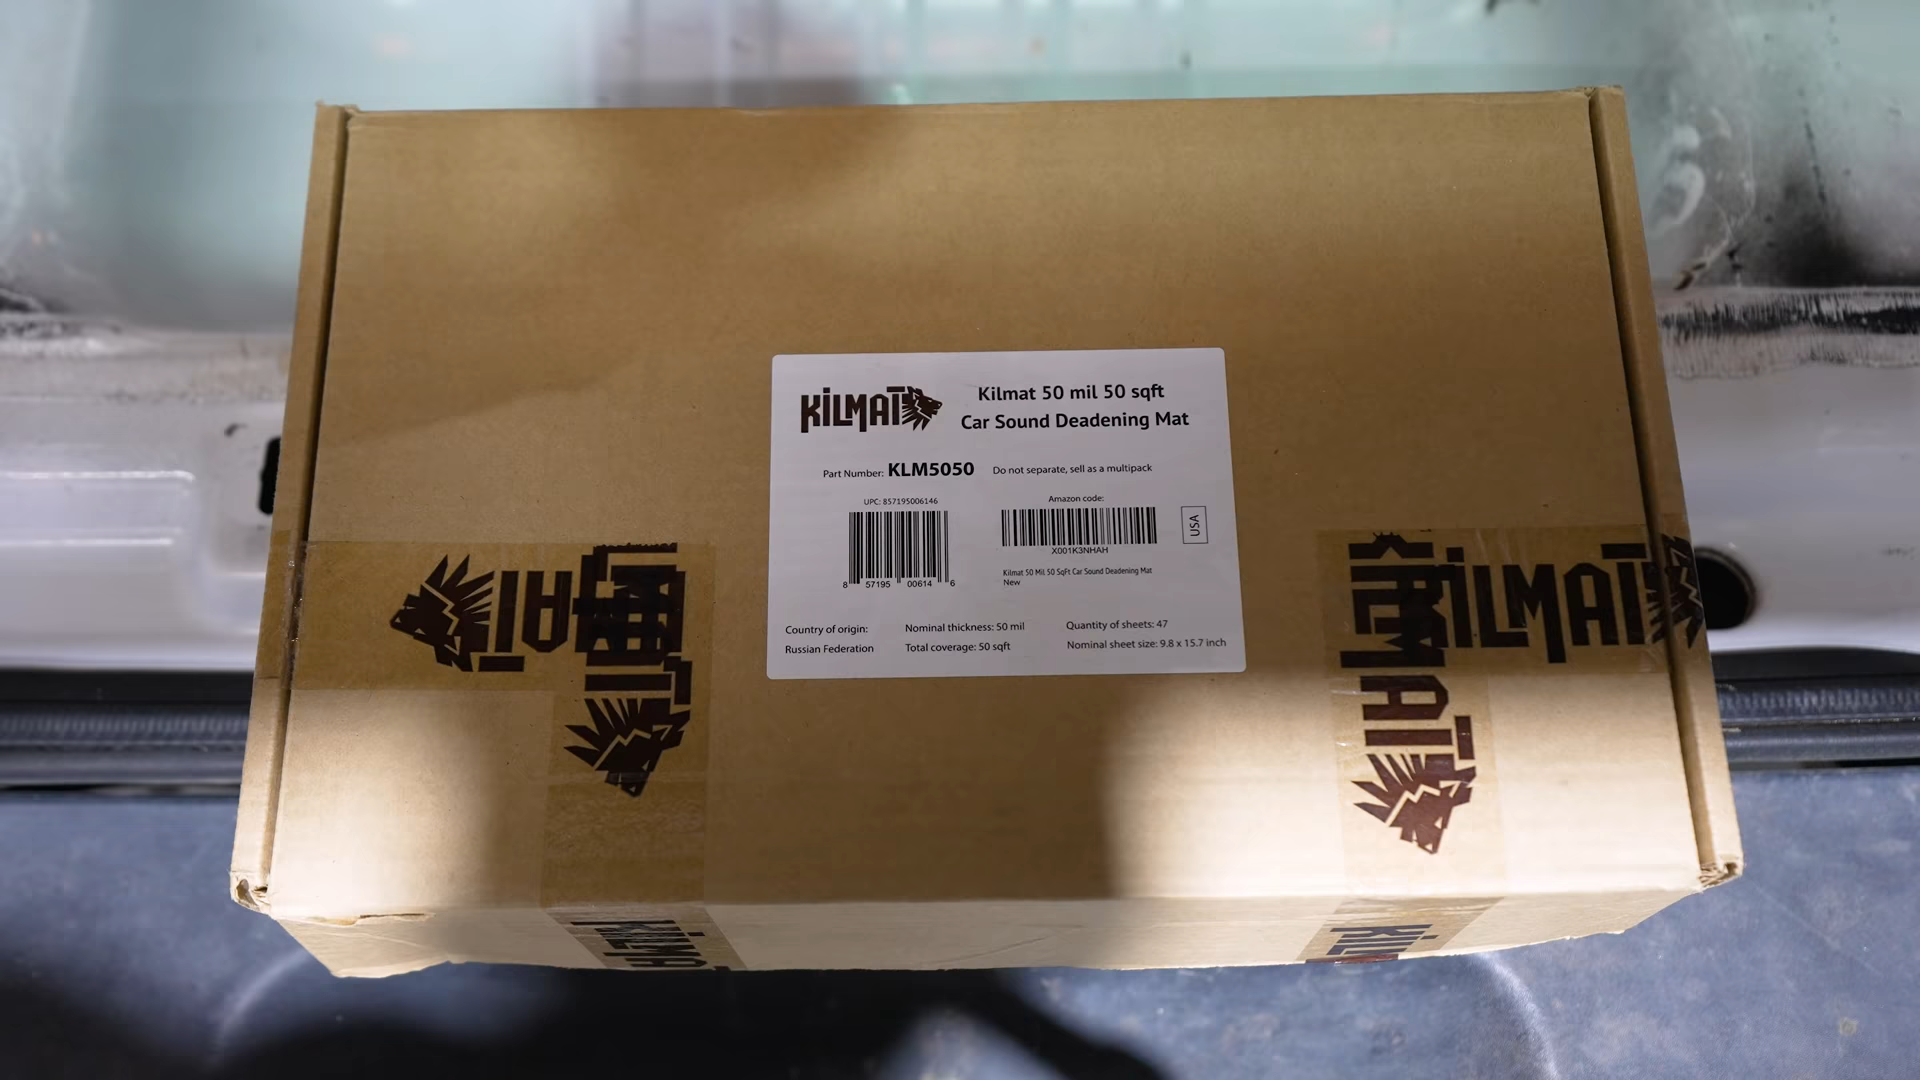 KILMAT
Kilmat 50 mil 50 sqft
Car Sound Deadening Mat
Part Number: KLM5050
Do not separate, sell as a multipack
UPC: 857195006146
8 57195 00614 6
Amazon code:
X001K3NHAH
Kilmat 50 Mil 50 SqFt Car Sound Deadening Mat
New
USA
Country of origin:
Russian Federation
Nominal thickness: 50 mil
Total coverage: 50 sqft
Quantity of sheets: 47
Nominal sheet size: 9.8 x 15.7 inch
KILMAT
KILMAT
KILMA
KIL